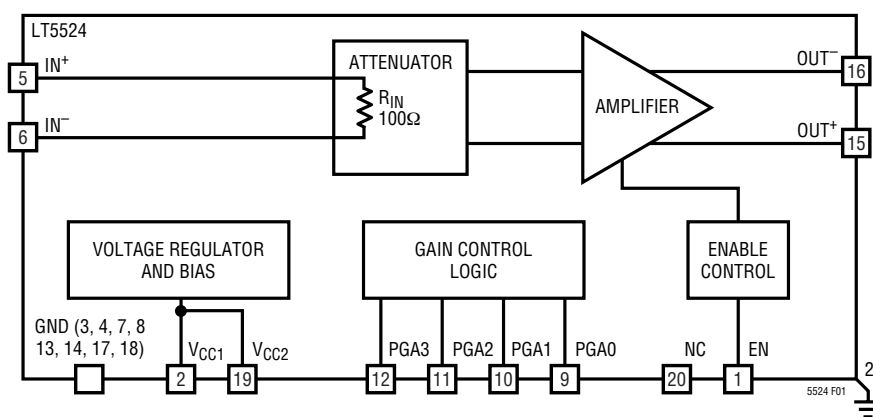 LT5524
5
IN+
6
IN−
ATTENUATOR
RIN
100Ω
AMPLIFIER
OUT−
16
OUT+
15
VOLTAGE REGULATOR
AND BIAS
GAIN CONTROL
LOGIC
ENABLE
CONTROL
GND (3, 4, 7, 8
13, 14, 17, 18)
VCC1
VCC2
PGA3
PGA2
PGA1
PGA0
NC
EN
2
19
12
11
10
9
20
1
5524 F01